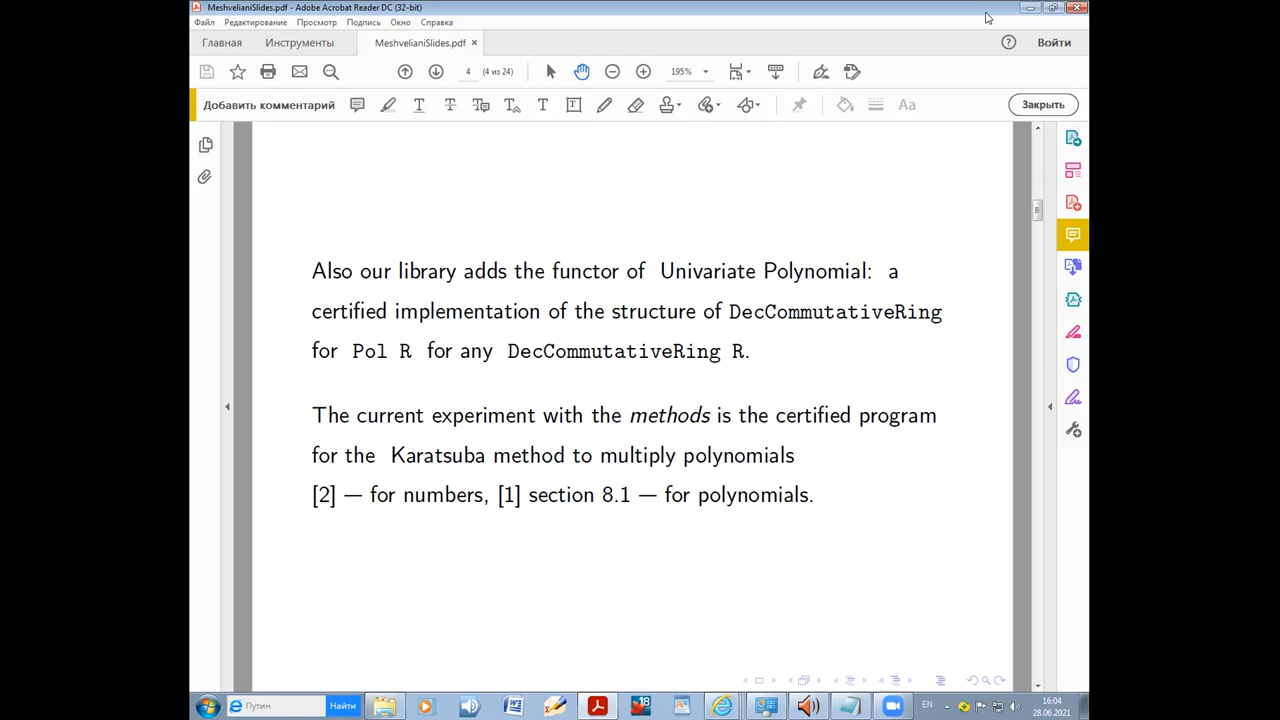 MeshvelianiSlides.pdf - Adobe Acrobat Reader DC (32-bit)
Файл Редактирование Просмотр Подпись Окно Справка
Главная Инструменты MeshvelianiSlides.pdf × Войти
4 (4 из 24) 195%
Добавить комментарий Aa Закрыть
Also our library adds the functor of Univariate Polynomial: a
certified implementation of the structure of DecCommutativeRing
for Pol R for any DecCommutativeRing R.
The current experiment with the methods is the certified program
for the Karatsuba method to multiply polynomials
[2] — for numbers, [1] section 8.1 — for polynomials.
Путин Найти EN 16:04
28.06.2021